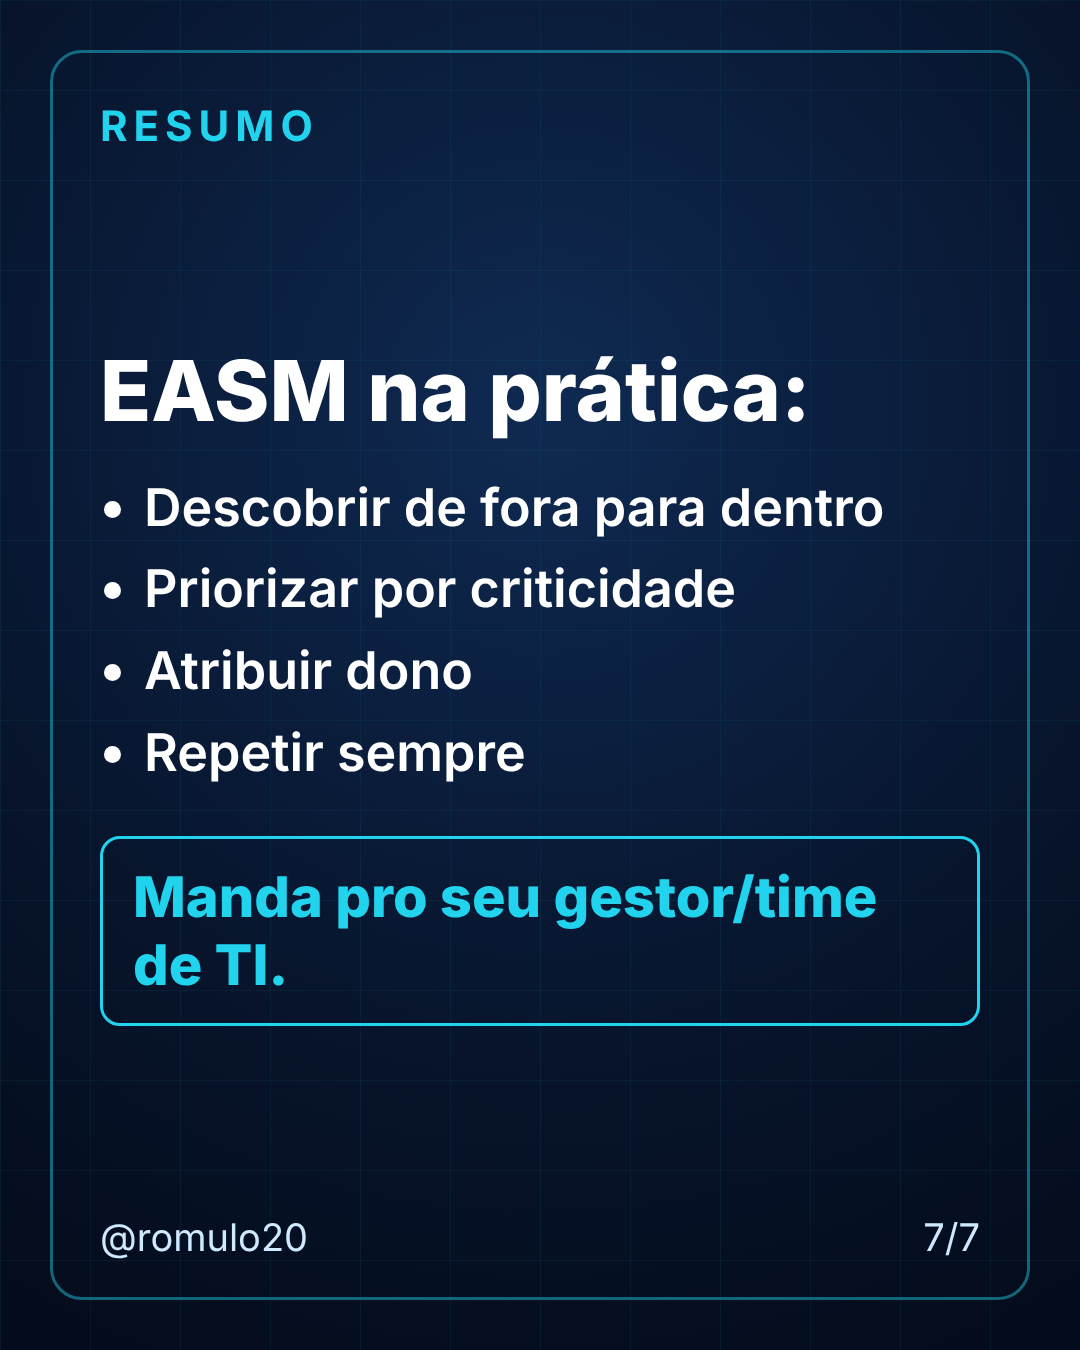 RESUMO
EASM na prática:
• Descobrir de fora para dentro
• Priorizar por criticidade
• Atribuir dono
• Repetir sempre
Manda pro seu gestor/time
de TI.
@romulo20
7/7